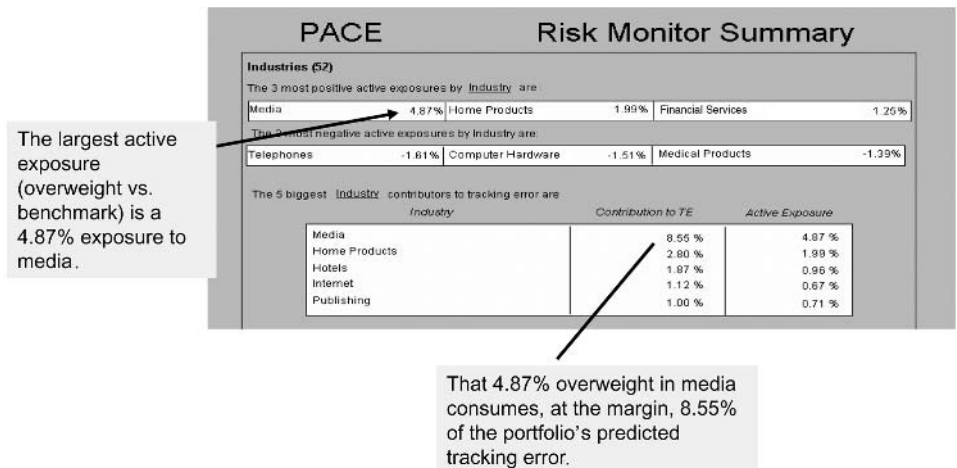 PACE Risk Monitor Summary
Industries (52)
The 3 most positive active exposures by Industry are:
Media 4.87% Home Products 1.99% Financial Services 1.25%
The 3 most negative active exposures by Industry are:
Telephones -1.61% Computer Hardware -1.51% Medical Products -1.39%
The 5 biggest Industry contributors to tracking error are
Industry Contribution to TE Active Exposure
Media 8.55 % 4.87 %
Home Products 2.80 % 1.99 %
Hotels 1.87 % 0.96 %
Internet 1.12 % 0.67 %
Publishing 1.00 % 0.71 %
The largest active
exposure
(overweight vs.
benchmark) is a
4.87% exposure to
media.
That 4.87% overweight in media
consumes, at the margin, 8.55%
of the portfolio's predicted
tracking error.